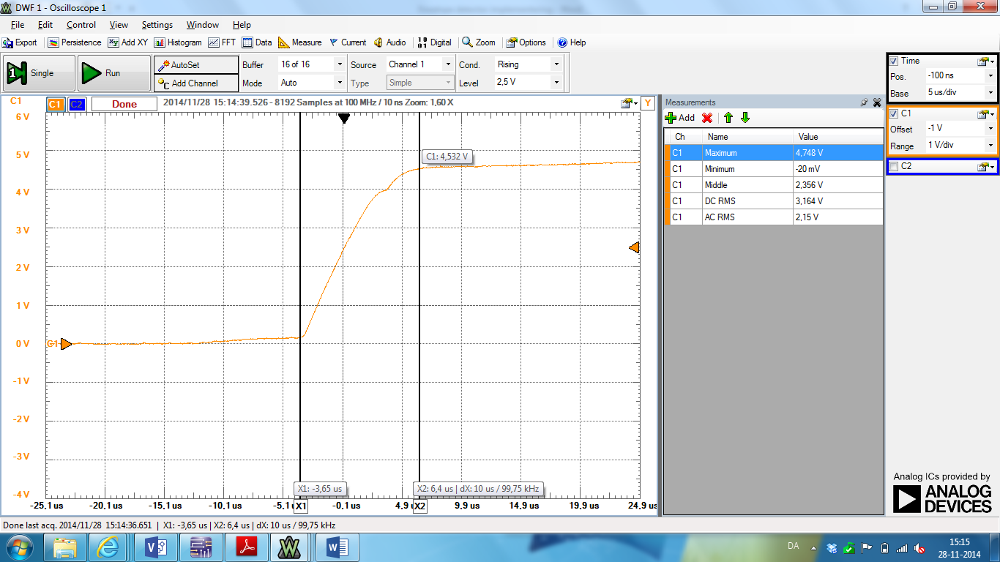 DWF 1 - Oscilloscope 1
File Edit Control View Settings Window Help
Export Persistence Add XY Histogram FFT Data Measure Current Audio Digital Zoom Options Help
Single Run AutoSet Buffer 16 of 16 Source Channel 1 Cond. Rising
Add Channel Mode Auto Type Simple Level 2,5 V
Time
Pos. -100 ns
Base 5 us/div
C1
Offset -1 V
Range 1 V/div
C2
C1 C1 C2 Done 2014/11/28 15:14:39.526 - 8192 Samples at 100 MHz / 10 ns Zoom: 1,60 X Y
6 V
5 V
4 V
3 V
2 V
1 V
0 V
-1 V
-2 V
-3 V
-4 V
C1: 4,532 V
C1
X1: -3,65 us
X2: 6,4 us | dX: 10 us / 99,75 kHz
-25,1 us -20,1 us -15,1 us -10,1 us -5,1 X1 -0,1 us 4,9 X2 9,9 us 14,9 us 19,9 us 24,9 us
Measurements
Add
Ch Name Value
C1 Maximum 4,748 V
C1 Minimum -20 mV
C1 Middle 2,356 V
C1 DC RMS 3,164 V
C1 AC RMS 2,15 V
Analog ICs provided by
ANALOG
DEVICES
Done last acq. 2014/11/28 15:14:36.651 | X1: -3,65 us | X2: 6,4 us | dX: 10 us / 99,75 kHz
DA
15:15
28-11-2014